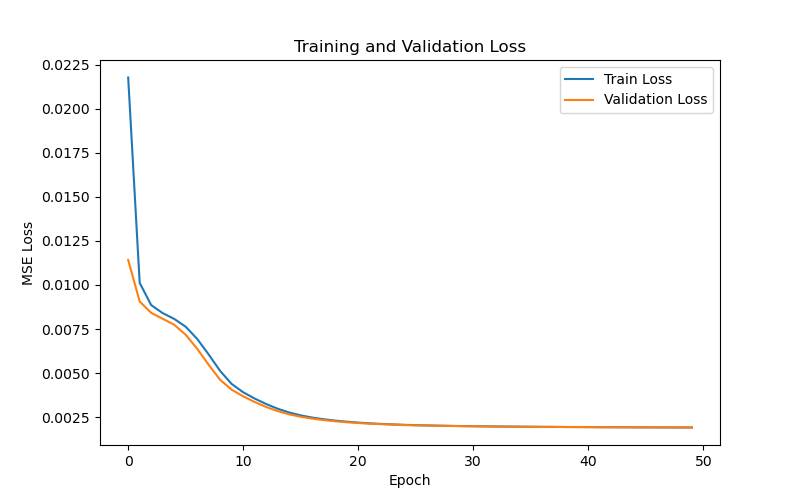 Training and Validation Loss
Train Loss
Validation Loss
MSE Loss
0.0225
0.0200
0.0175
0.0150
0.0125
0.0100
0.0075
0.0050
0.0025
0 10 20 30 40 50
Epoch